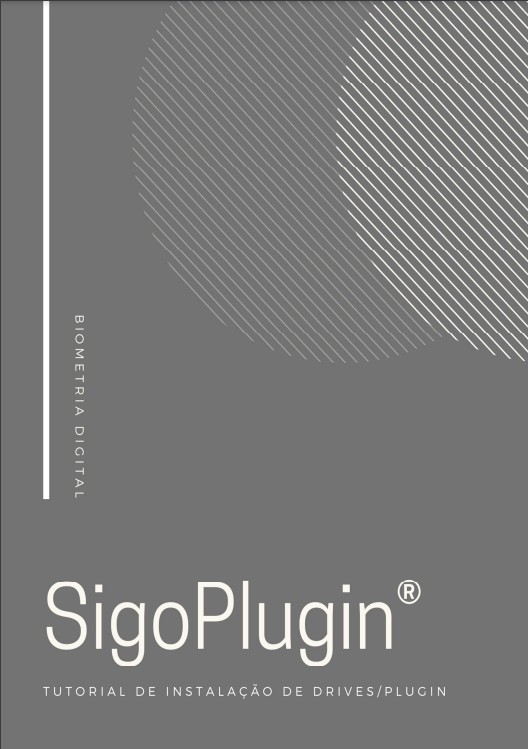 BIOMETRIA DIGITAL
SigoPlugin®
TUTORIAL DE INSTALAÇÃO DE DRIVES/PLUGIN